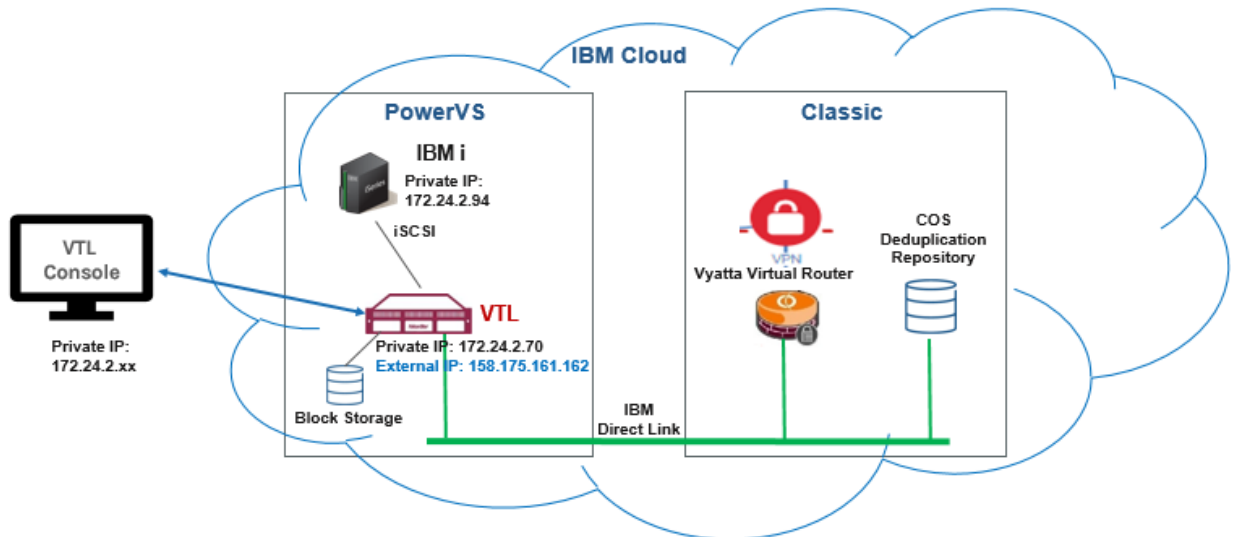 IBM Cloud
PowerVS
Classic
IBM i
Private IP:
172.24.2.94
iSeries
iSCSI
VTL
Console
Private IP:
172.24.2.xx
VTL
Private IP: 172.24.2.70
External IP: 158.175.161.162
Block Storage
IBM
Direct Link
VPN
Vyatta Virtual Router
COS
Deduplication
Repository